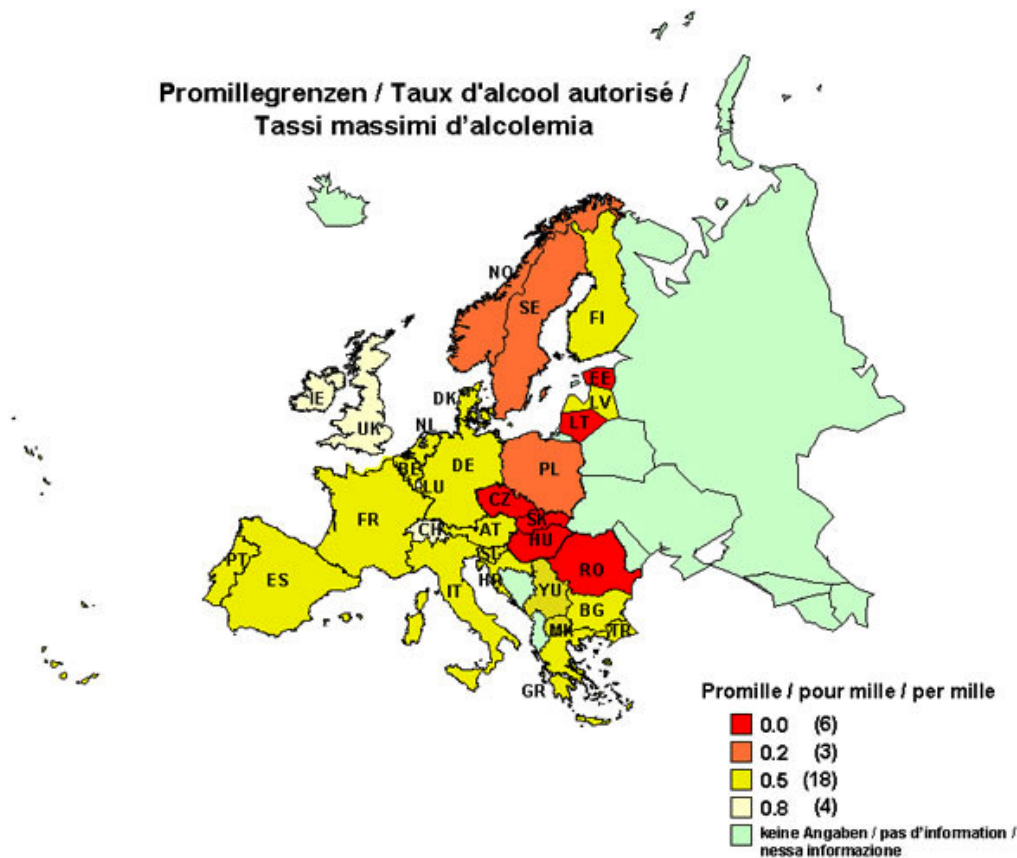 Promillegrenzen / Taux d'alcool autorisé /
Tassi massimi d'alcolemia
NO
SE
FI
EE
LV
LT
DK
IE
UK
NL
BE
DE
LU
PL
CZ
SK
HU
FR
CH
AT
RO
PT
ES
IT
YU
BG
MK
TR
GR
Promille / pour mille / per mille
0.0 (6)
0.2 (3)
0.5 (18)
0.8 (4)
keine Angaben / pas d'information /
nessa informazione